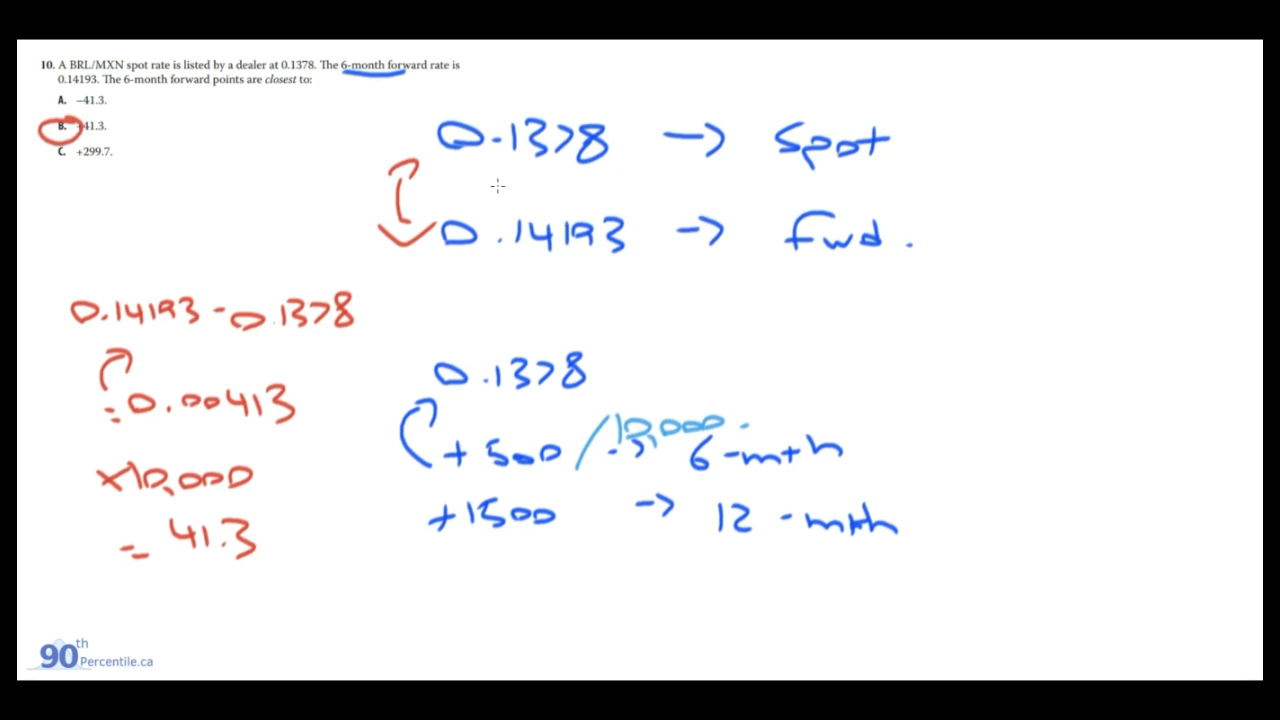 10. A BRL/MXN spot rate is listed by a dealer at 0.1378. The 6-month forward rate is
0.14193. The 6-month forward points are closest to:
A. –41.3.
B. +41.3.
C. +299.7.
0.1378 → Spot
0.14193 → fwd.
0.14193 - 0.1378
= 0.00413
×10,000
= 41.3
0.1378
+ 500 /10,000. 6-mth
+1500 → 12-mth
90th
Percentile.ca